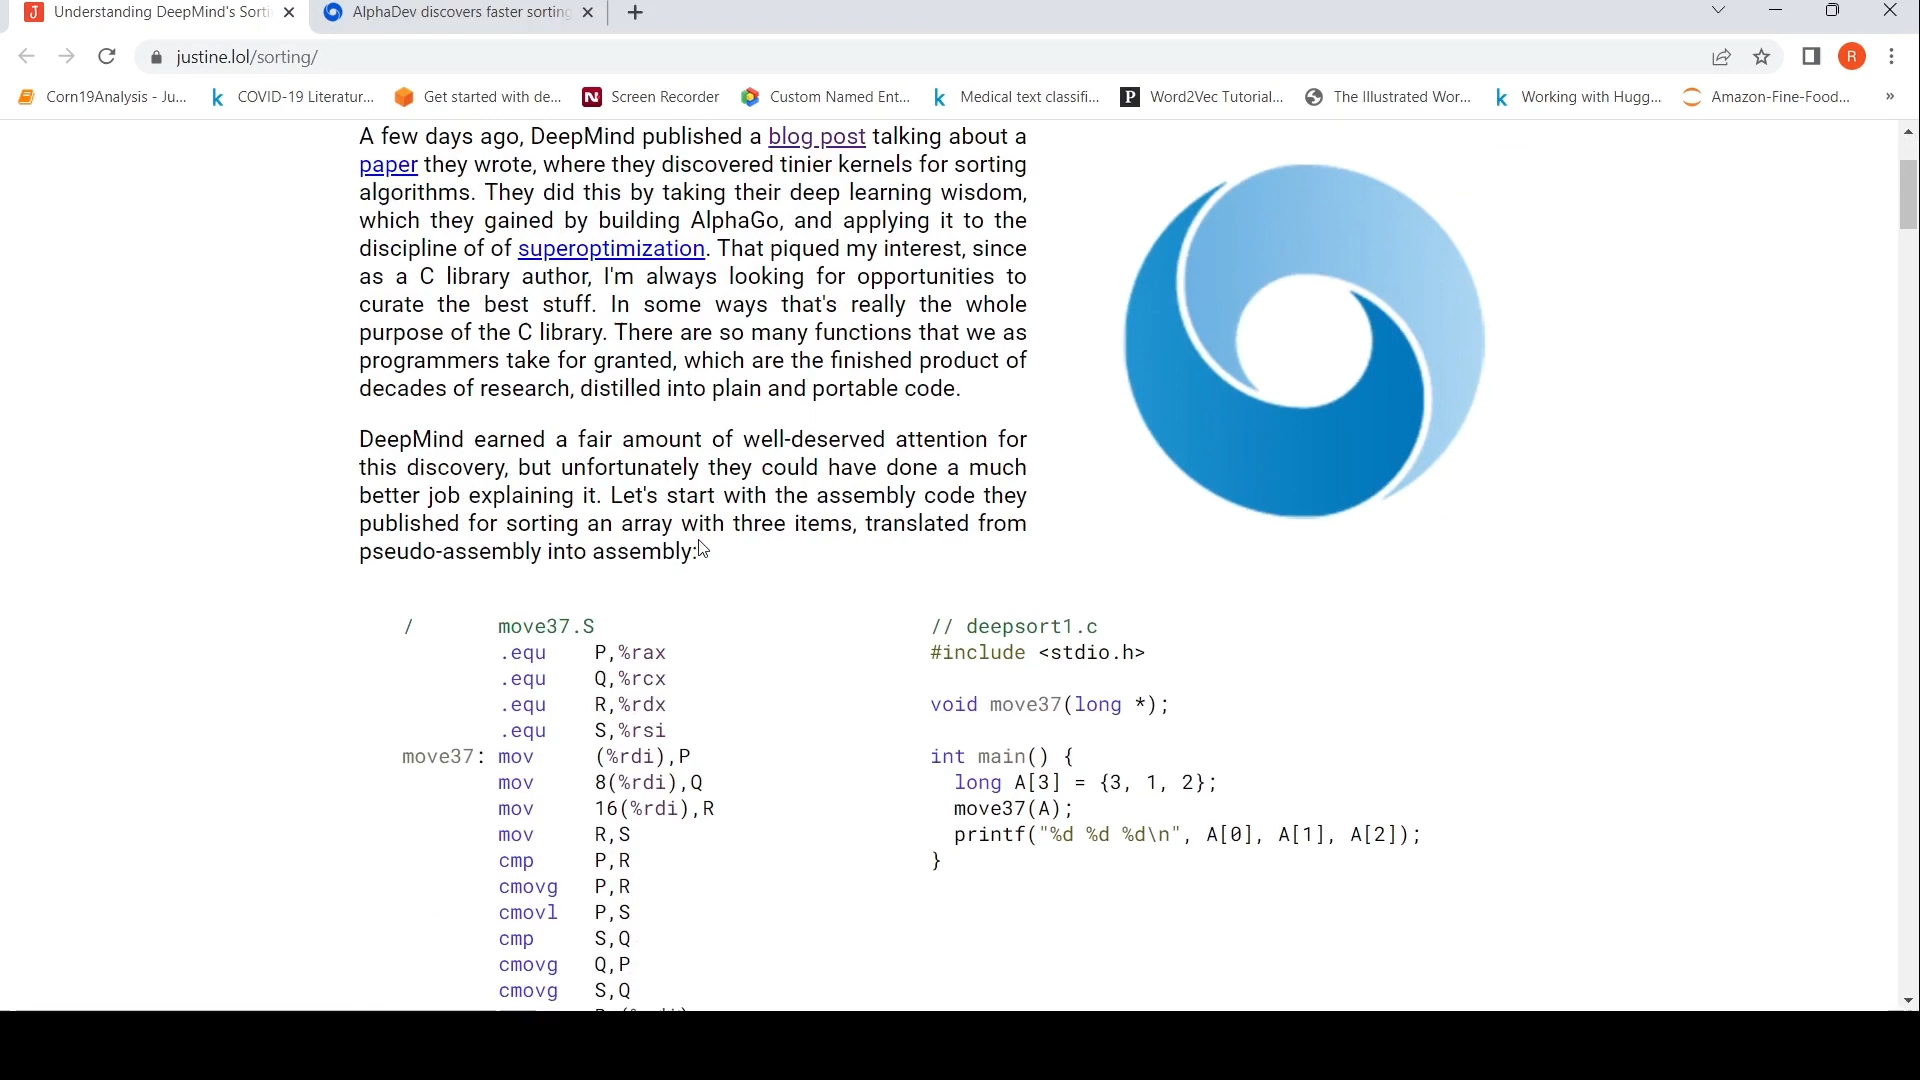 J Understanding DeepMind's Sorti
AlphaDev discovers faster sorting
justine.lol/sorting/
R
Corn19Analysis - Ju...
COVID-19 Literatur...
Get started with de...
N Screen Recorder
Custom Named Ent...
k Medical text classifi...
P Word2Vec Tutorial...
The Illustrated Wor...
k Working with Hugg...
Amazon-Fine-Food...
»
A few days ago, DeepMind published a blog post talking about a
paper they wrote, where they discovered tinier kernels for sorting
algorithms. They did this by taking their deep learning wisdom,
which they gained by building AlphaGo, and applying it to the
discipline of of superoptimization. That piqued my interest, since
as a C library author, I'm always looking for opportunities to
curate the best stuff. In some ways that's really the whole
purpose of the C library. There are so many functions that we as
programmers take for granted, which are the finished product of
decades of research, distilled into plain and portable code.
DeepMind earned a fair amount of well-deserved attention for
this discovery, but unfortunately they could have done a much
better job explaining it. Let's start with the assembly code they
published for sorting an array with three items, translated from
pseudo-assembly into assembly:
/ move37.S
.equ P,%rax
.equ Q,%rcx
.equ R,%rdx
.equ S,%rsi
move37: mov (%rdi),P
mov 8(%rdi),Q
mov 16(%rdi),R
mov R,S
cmp P,R
cmovg P,R
cmovl P,S
cmp S,Q
cmovg Q,P
cmovg S,Q
// deepsort1.c
#include <stdio.h>
void move37(long *);
int main() {
long A[3] = {3, 1, 2};
move37(A);
printf("%d %d %d\n", A[0], A[1], A[2]);
}